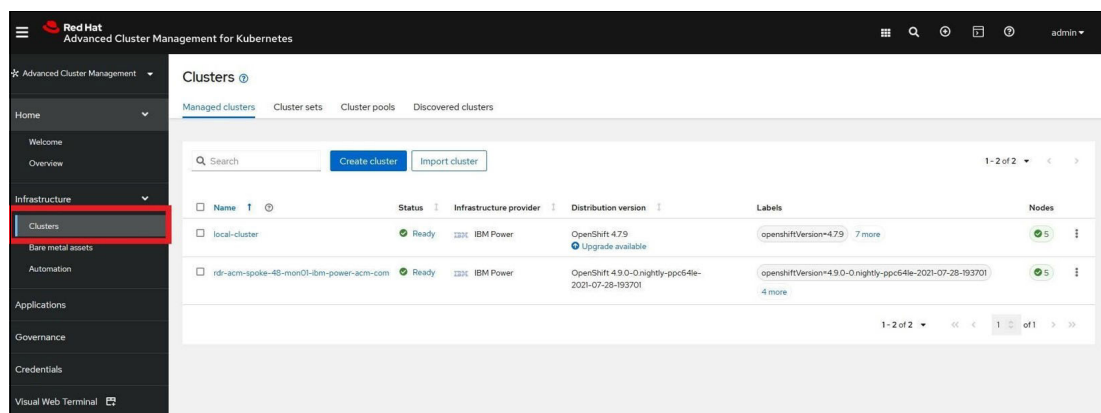 Red Hat
Advanced Cluster Management for Kubernetes
admin
Advanced Cluster Management
Home
Welcome
Overview
Infrastructure
Clusters
Bare metal assets
Automation
Applications
Governance
Credentials
Visual Web Terminal
Clusters
Managed clusters Cluster sets Cluster pools Discovered clusters
Search Create cluster Import cluster 1 - 2 of 2
Name Status Infrastructure provider Distribution version Labels Nodes
local-cluster Ready IBM IBM Power OpenShift 4.7.9 openshiftVersion=4.7.9 7 more 5
Upgrade available
rdr-acm-spoke-48-mon01-ibm-power-acm-com Ready IBM IBM Power OpenShift 4.9.0-0.nightly-ppc64le- openshiftVersion=4.9.0-0.nightly-ppc64le-2021-07-28-193701 5
2021-07-28-193701
4 more
1 - 2 of 2 1 of 1